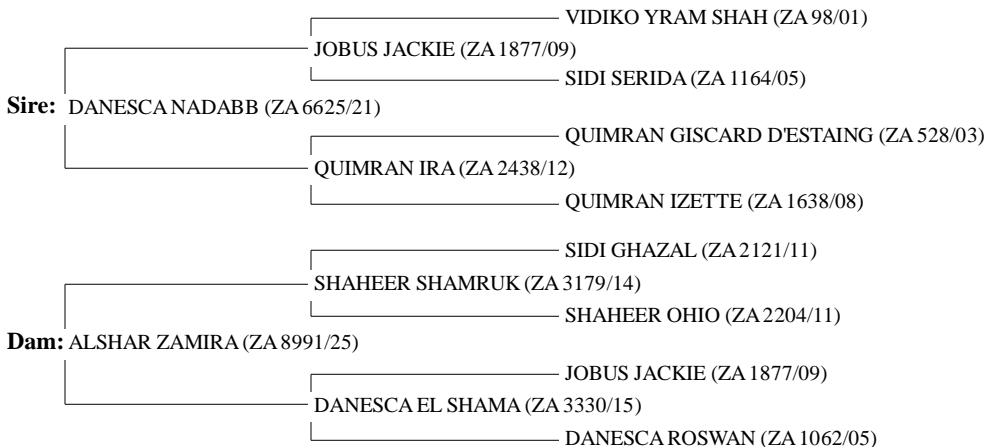 VIDIKO YRAM SHAH (ZA 98/01)
JOBUS JACKIE (ZA 1877/09)
SIDI SERIDA (ZA 1164/05)
Sire: DANESCA NADABB (ZA 6625/21)
QUIMRAN GISCARD D'ESTAING (ZA 528/03)
QUIMRAN IRA (ZA 2438/12)
QUIMRAN IZETTE (ZA 1638/08)
SIDI GHAZAL (ZA 2121/11)
SHAHEER SHAMRUK (ZA 3179/14)
SHAHEER OHIO (ZA 2204/11)
Dam: ALSHAR ZAMIRA (ZA 8991/25)
JOBUS JACKIE (ZA 1877/09)
DANESCA EL SHAMA (ZA 3330/15)
DANESCA ROSWAN (ZA 1062/05)